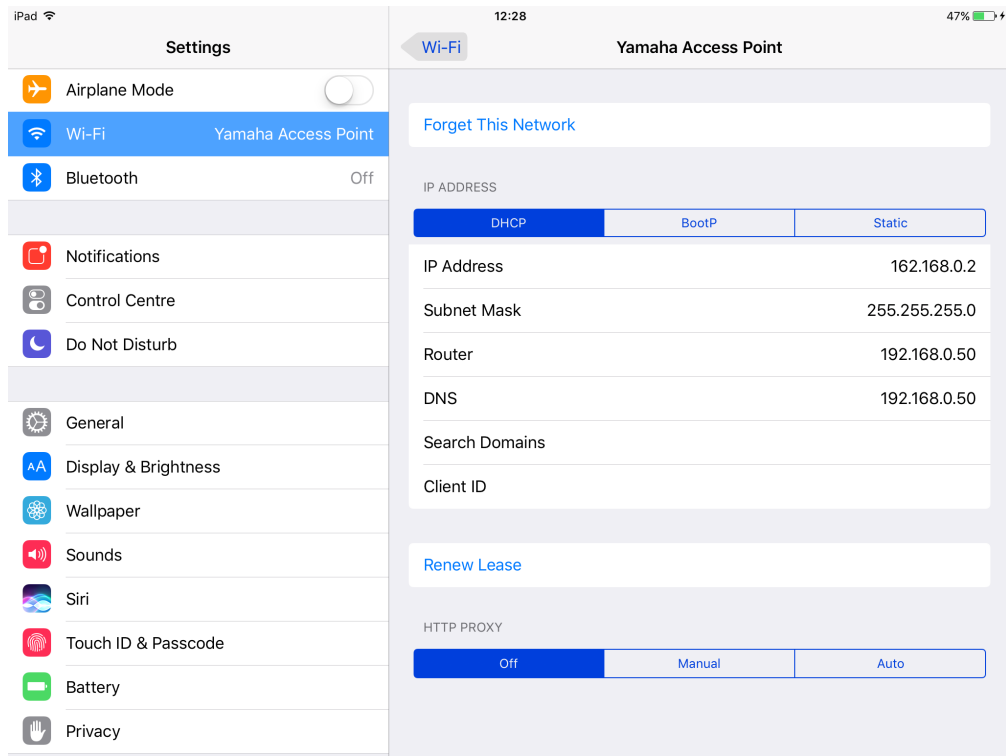 iPad 12:28 47%
Settings
Airplane Mode
Wi-Fi Yamaha Access Point
Bluetooth Off
Notifications
Control Centre
Do Not Disturb
General
AA Display & Brightness
Wallpaper
Sounds
Siri
Touch ID & Passcode
Battery
Privacy
Wi-Fi Yamaha Access Point
Forget This Network
IP ADDRESS
DHCP BootP Static
IP Address 162.168.0.2
Subnet Mask 255.255.255.0
Router 192.168.0.50
DNS 192.168.0.50
Search Domains
Client ID
Renew Lease
HTTP PROXY
Off Manual Auto